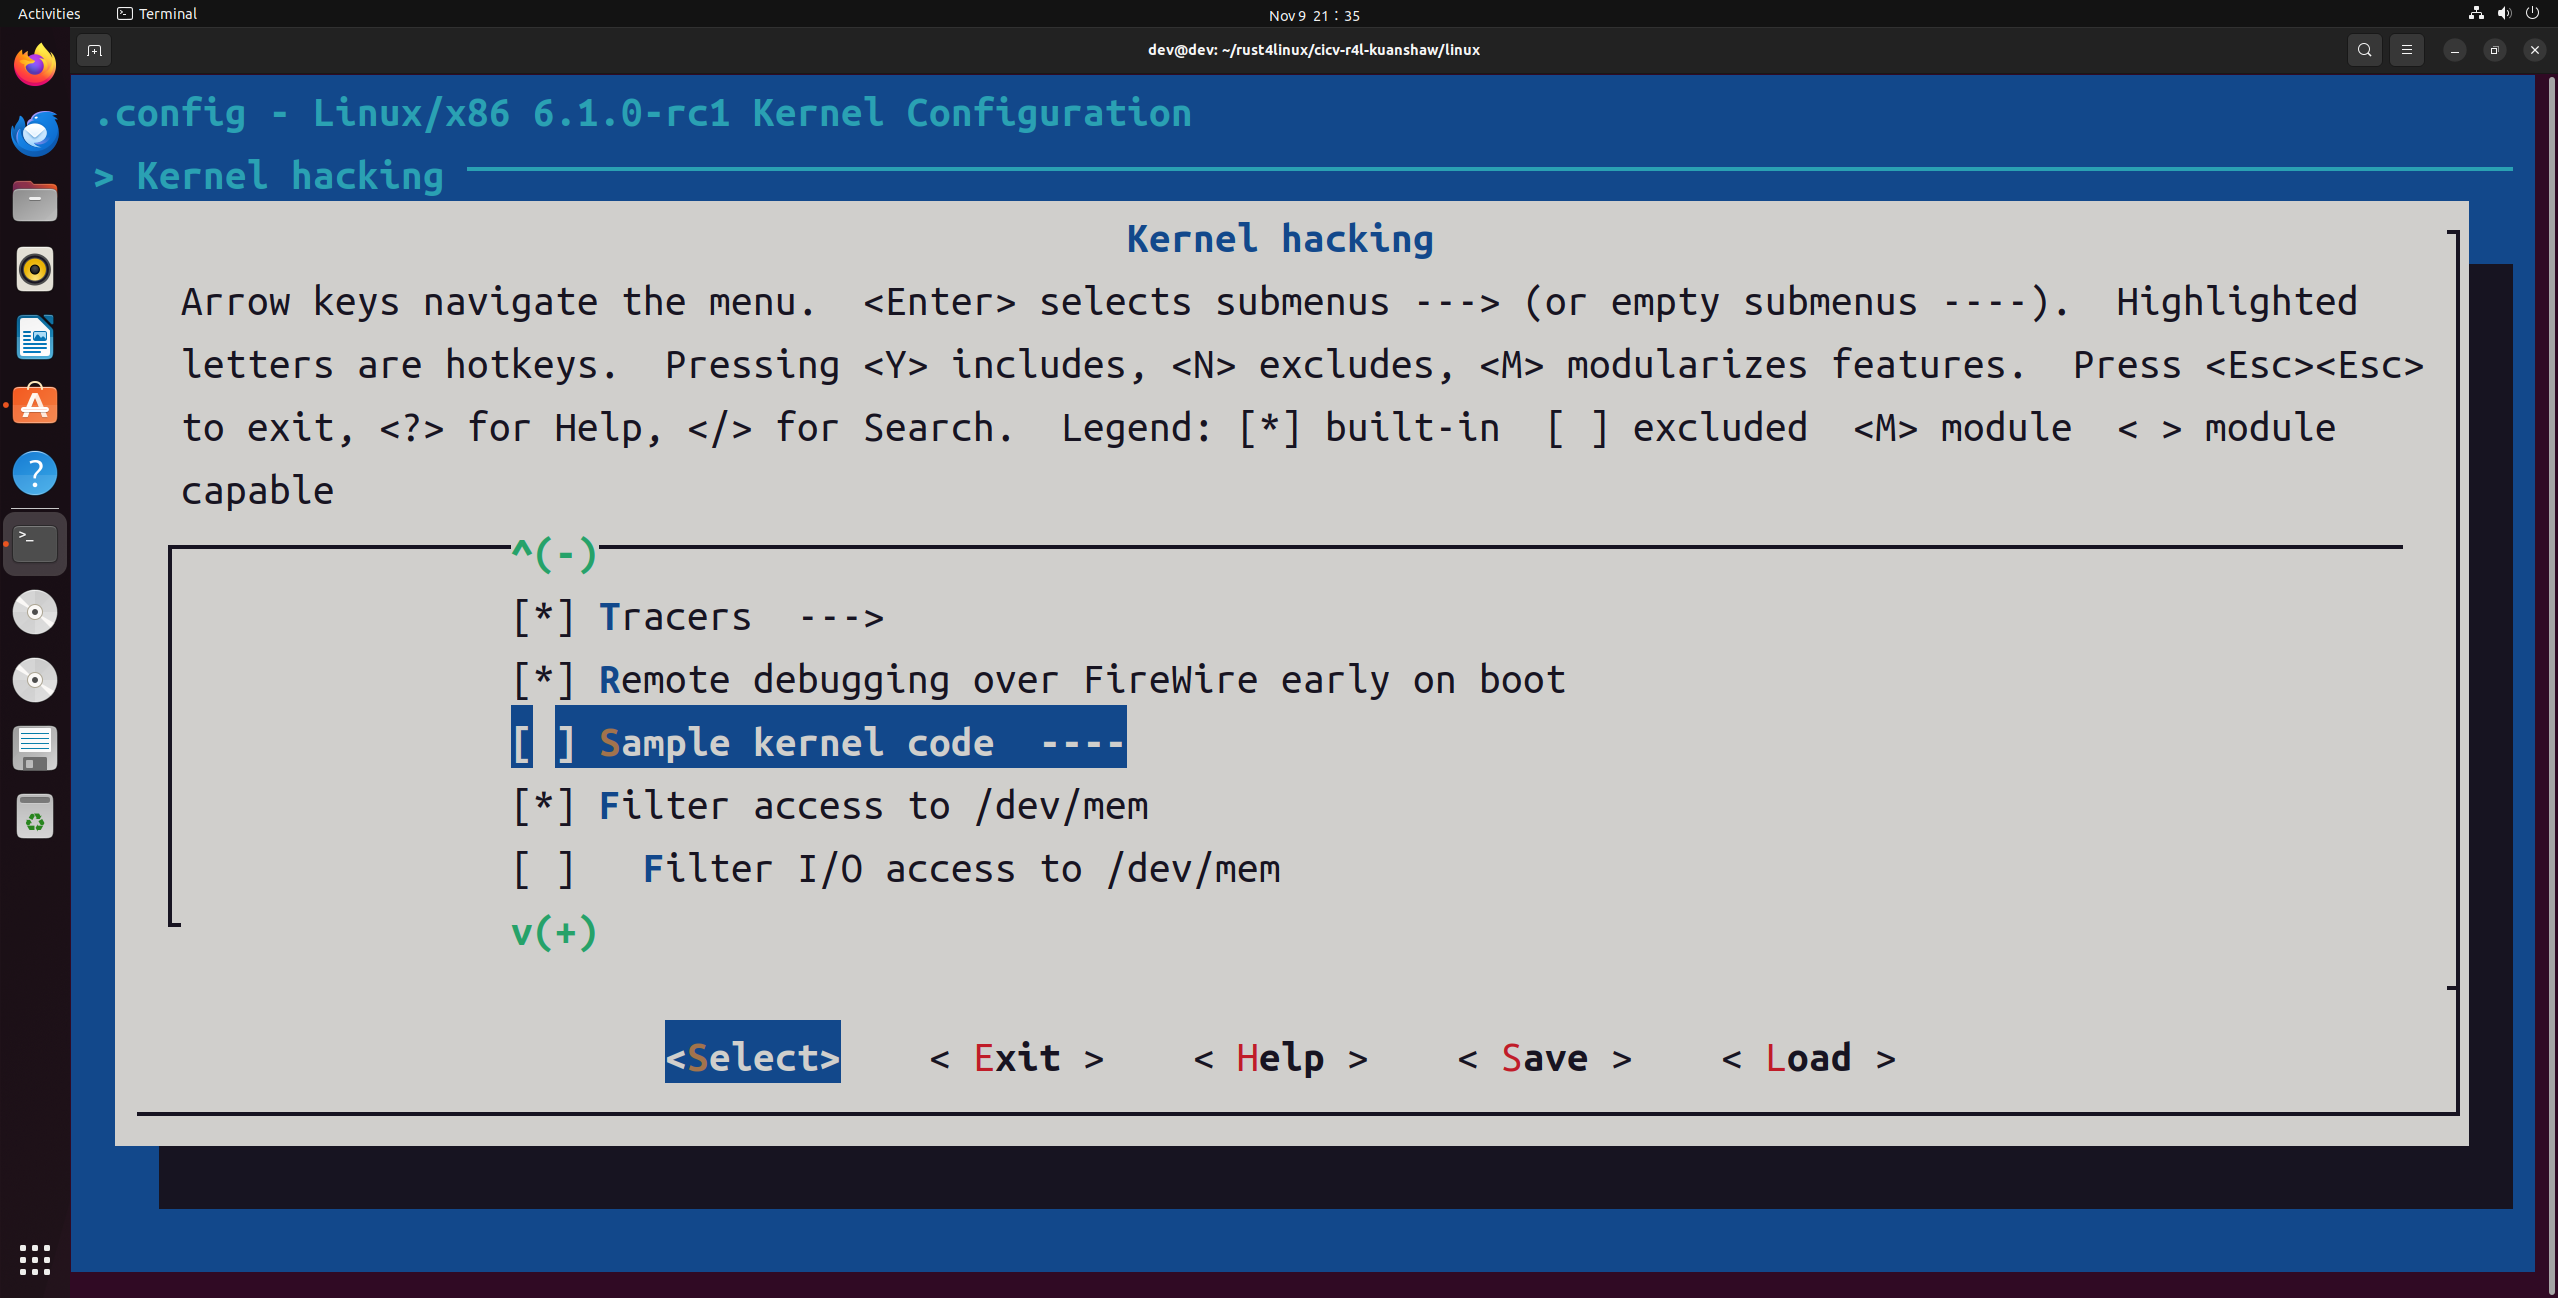 Activities
Terminal
Nov 9 21:35
dev@dev: ~/rust4linux/cicv-r4l-kuanshaw/linux
.config - Linux/x86 6.1.0-rc1 Kernel Configuration
> Kernel hacking
Kernel hacking
Arrow keys navigate the menu.  <Enter> selects submenus ---> (or empty submenus ----).  Highlighted
letters are hotkeys.  Pressing <Y> includes, <N> excludes, <M> modularizes features.  Press <Esc><Esc>
to exit, <?> for Help, </> for Search.  Legend: [*] built-in  [ ] excluded  <M> module  < > module
capable
^(-)
[*] Tracers  --->
[*] Remote debugging over FireWire early on boot
[ ] Sample kernel code  ----
[*] Filter access to /dev/mem
[ ]   Filter I/O access to /dev/mem
v(+)
<Select>    < Exit >    < Help >    < Save >    < Load >